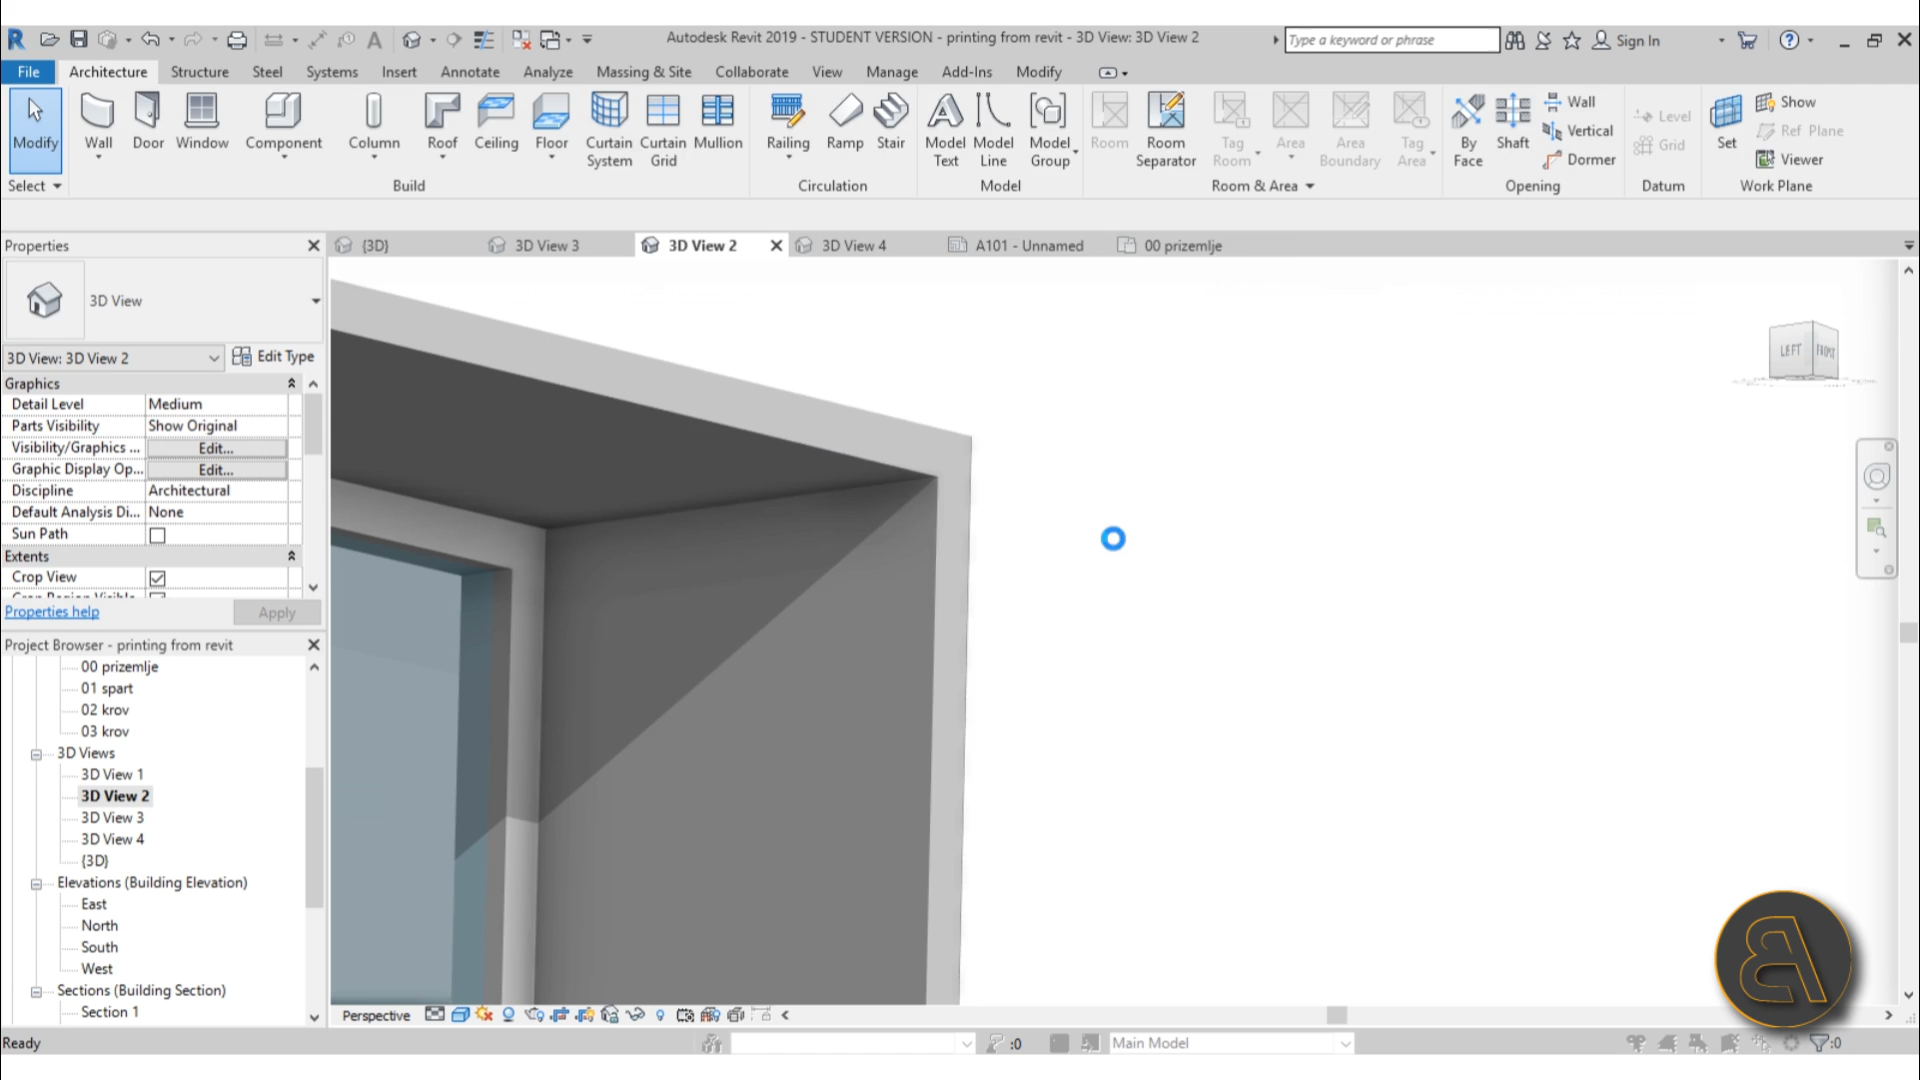 Autodesk Revit 2019 - STUDENT VERSION - printing from revit - 3D View: 3D View 2
Type a keyword or phrase
Sign In
File Architecture Structure Steel Systems Insert Annotate Analyze Massing & Site Collaborate View Manage Add-Ins Modify
Modify
Wall
Door
Window
Component
Column
Roof
Ceiling
Floor
Curtain System
Curtain Grid
Mullion
Railing
Ramp
Stair
Model Text
Model Line
Model Group
Room
Room Separator
Tag Room
Area
Area Boundary
Tag Area
By Face
Shaft
Wall
Vertical
Dormer
Level
Grid
Set
Show
Ref Plane
Viewer
Select
Build
Circulation
Model
Room & Area
Opening
Datum
Work Plane
Properties
{3D}
3D View 3
3D View 2
3D View 4
A101 - Unnamed
00 prizemlje
3D View
3D View: 3D View 2
Edit Type
Graphics
Detail Level Medium
Parts Visibility Show Original
Visibility/Graphics ... Edit...
Graphic Display Op... Edit...
Discipline Architectural
Default Analysis Di... None
Sun Path
Extents
Crop View
Properties help
Apply
Project Browser - printing from revit
00 prizemlje
01 sprat
02 krov
03 krov
3D Views
3D View 1
3D View 2
3D View 3
3D View 4
{3D}
Elevations (Building Elevation)
East
North
South
West
Sections (Building Section)
Section 1
LEFT FRONT
Perspective
Ready
:0
Main Model
:0